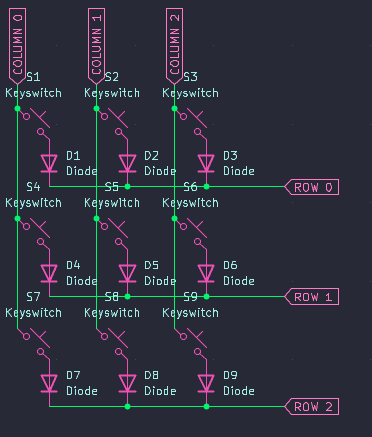 COLUMN 0
COLUMN 1
COLUMN 2
S1 S2 S3
Keyswitch Keyswitch Keyswitch
D1 D2 D3
Diode Diode Diode
ROW 0
S4 S5 S6
Keyswitch Keyswitch Keyswitch
D4 D5 D6
Diode Diode Diode
ROW 1
S7 S8 S9
Keyswitch Keyswitch Keyswitch
D7 D8 D9
Diode Diode Diode
ROW 2